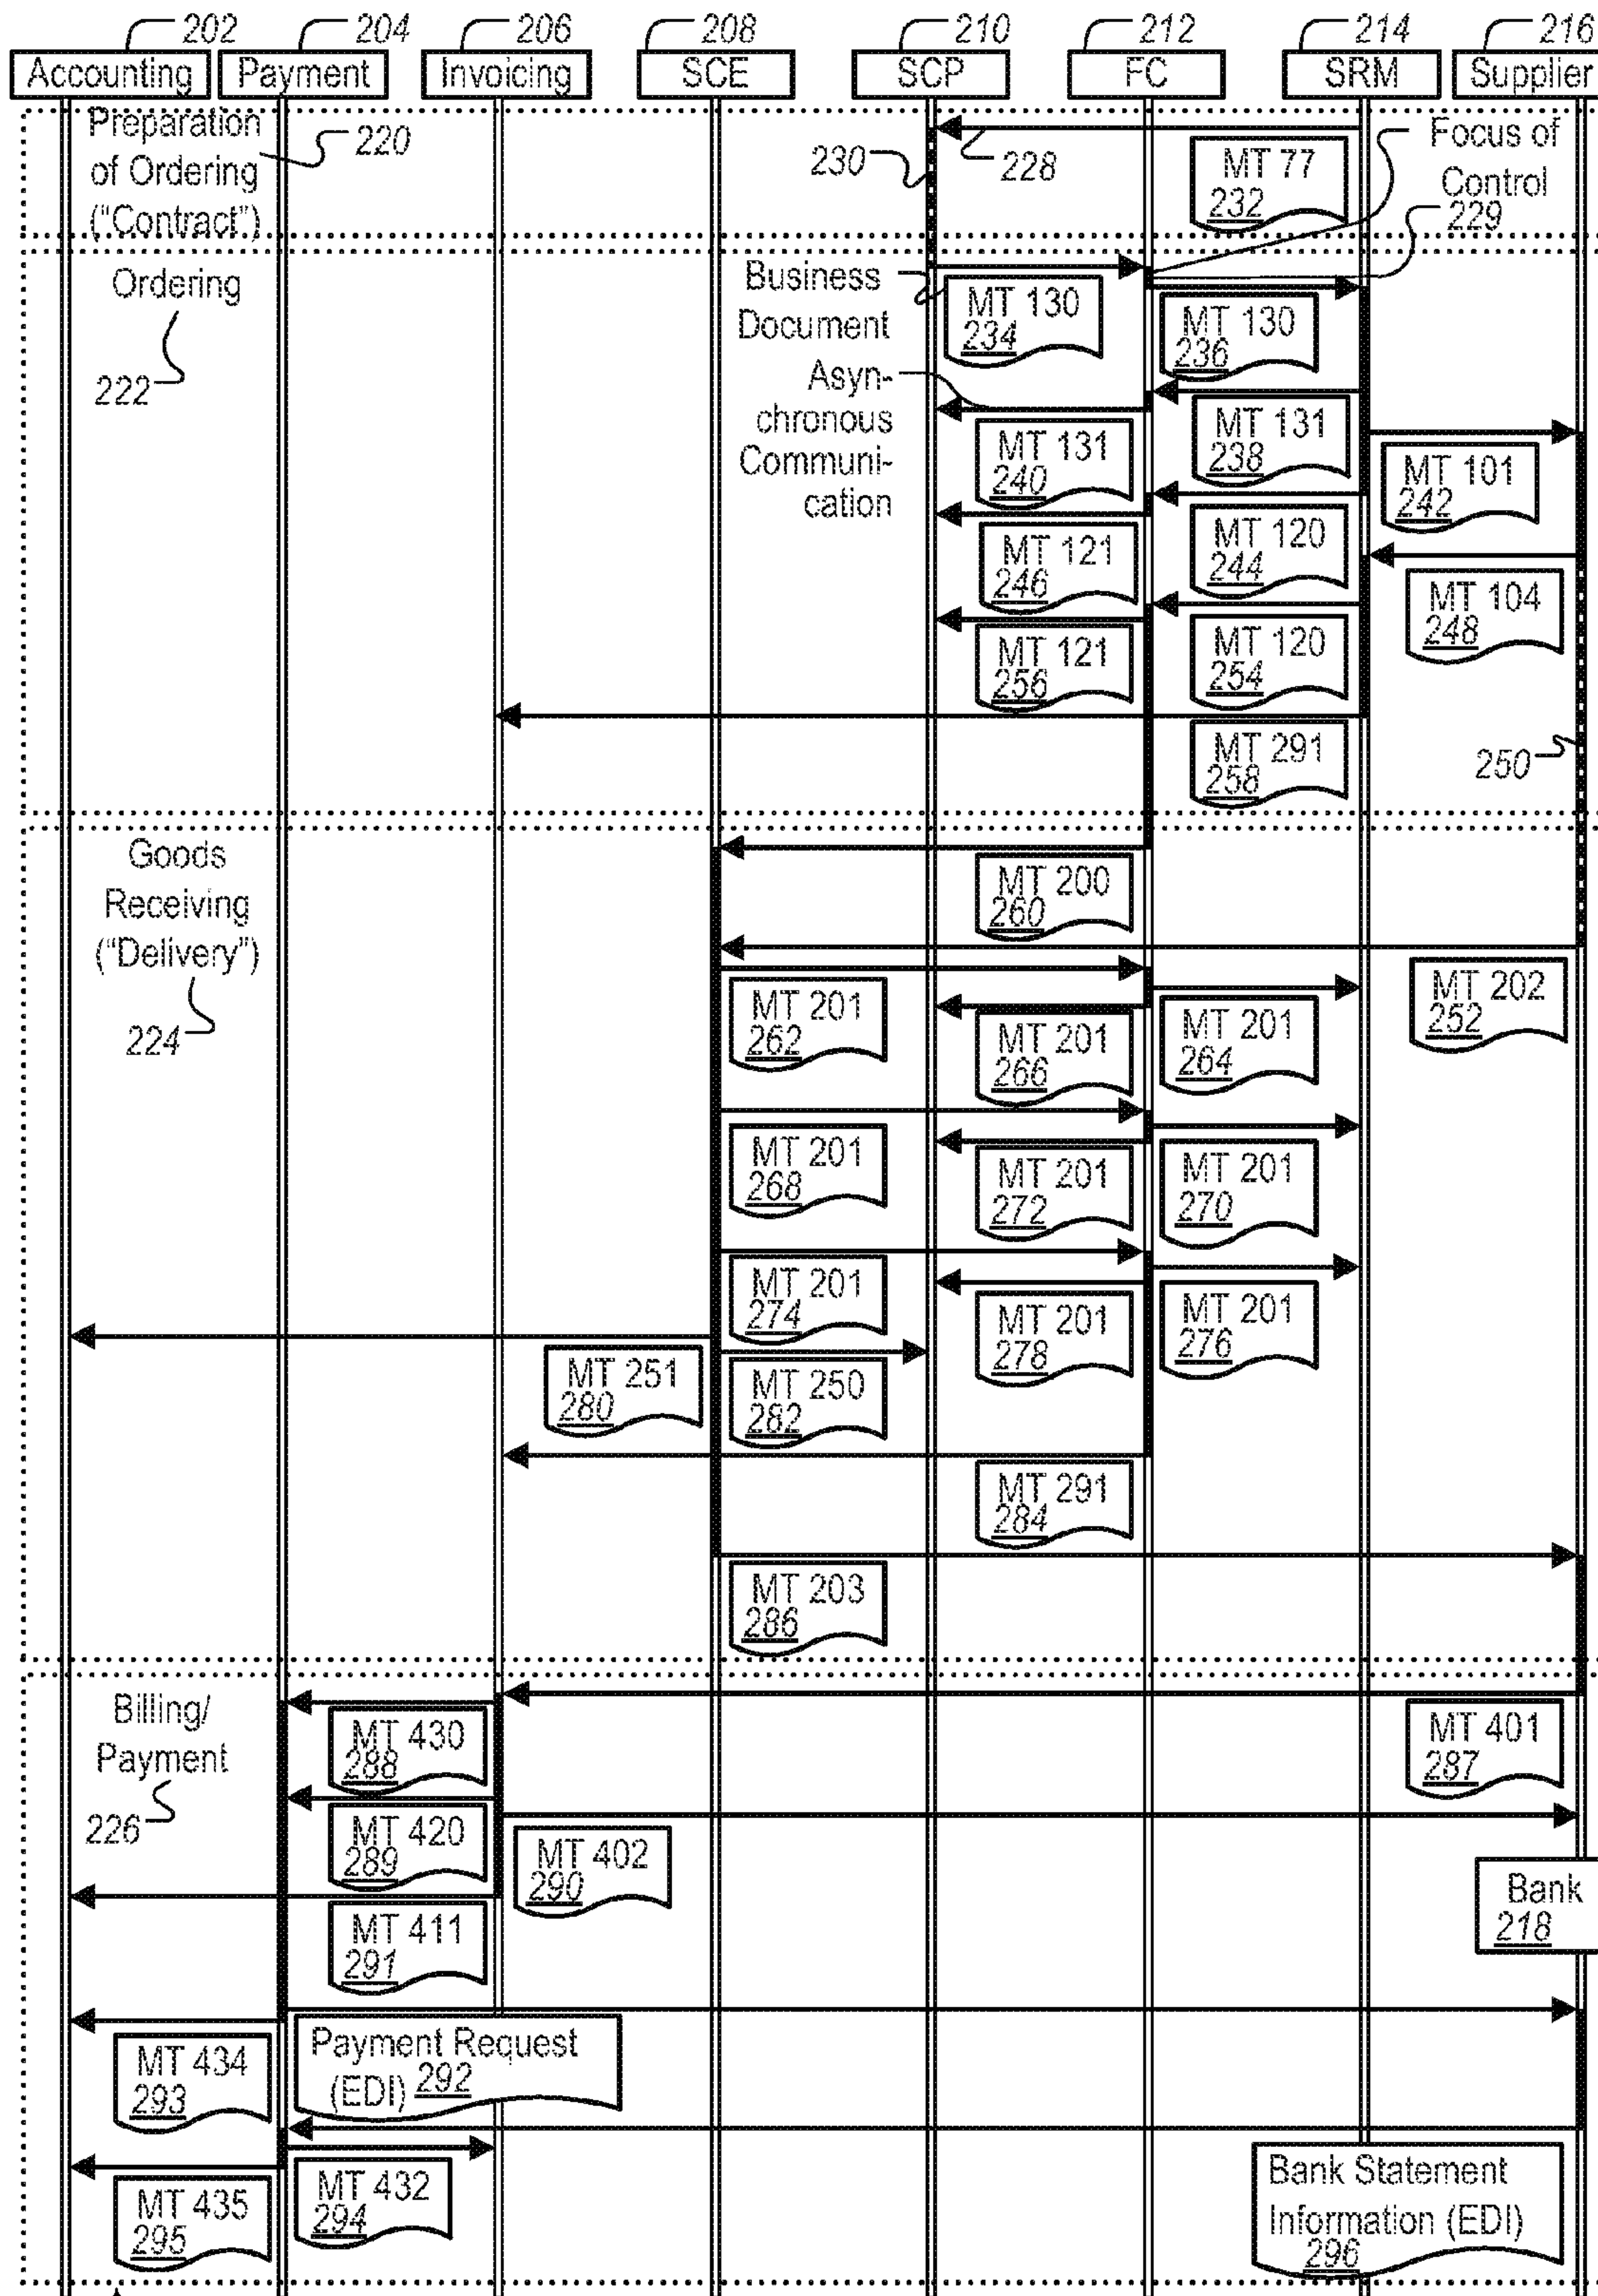 202 204 206 208 210 212 214 216
Accounting Payment Invoicing SCE SCP FC SRM Supplier
Preparation
of Ordering
("Contract")
220
230
228
MT 77
232
Focus of
Control
229
Ordering
222
Business
Document
MT 130
234
MT 130
236
Asyn-
chronous
Communi-
cation
MT 131
238
MT 131
240
MT 101
242
MT 120
244
MT 121
246
MT 104
248
MT 120
254
MT 121
256
MT 291
258
250
Goods
Receiving
("Delivery")
224
MT 200
260
MT 202
252
MT 201
262
MT 201
266
MT 201
264
MT 201
268
MT 201
272
MT 201
270
MT 201
274
MT 201
278
MT 201
276
MT 251
280
MT 250
282
MT 291
284
MT 203
286
Billing/
Payment
226
MT 430
288
MT 401
287
MT 420
289
MT 402
290
MT 411
291
Bank
218
MT 434
293
Payment Request
(EDI) 292
MT 435
295
MT 432
294
Bank Statement
Information (EDI)
296